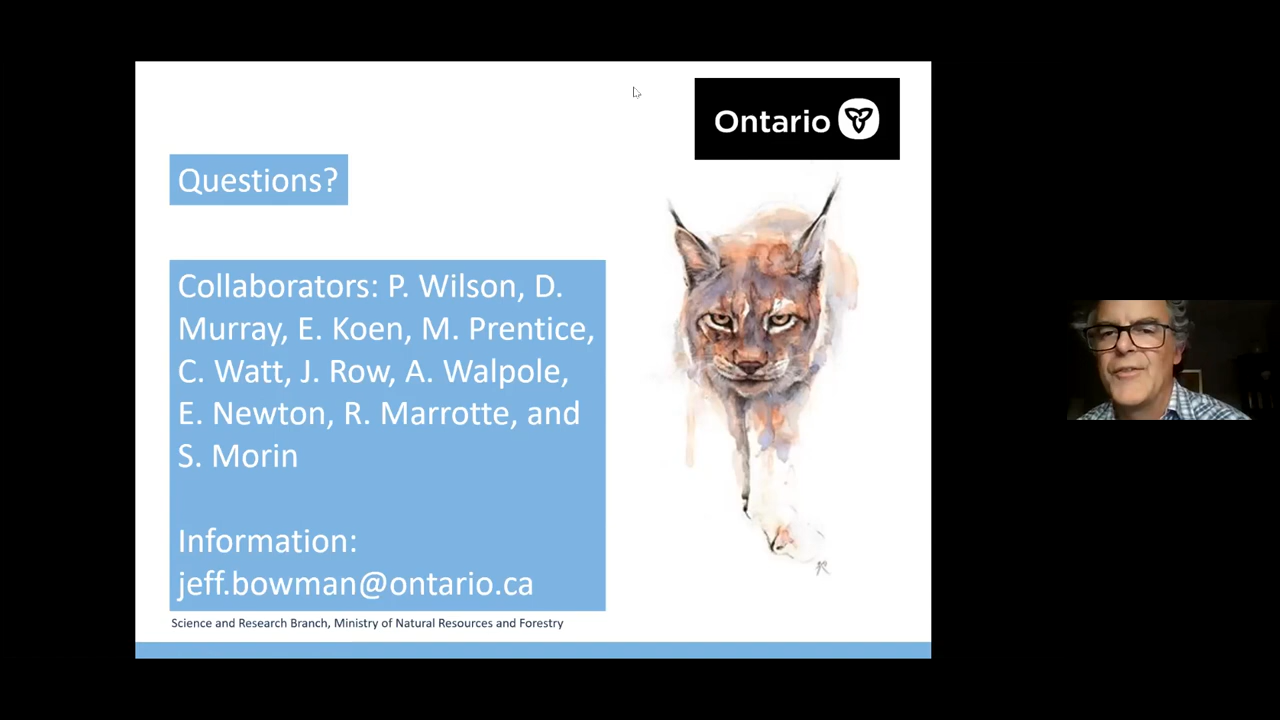 Ontario
Questions?
Collaborators: P. Wilson, D.
Murray, E. Koen, M. Prentice,
C. Watt, J. Row, A. Walpole,
E. Newton, R. Marrotte, and
S. Morin
Information:
jeff.bowman@ontario.ca
Science and Research Branch, Ministry of Natural Resources and Forestry